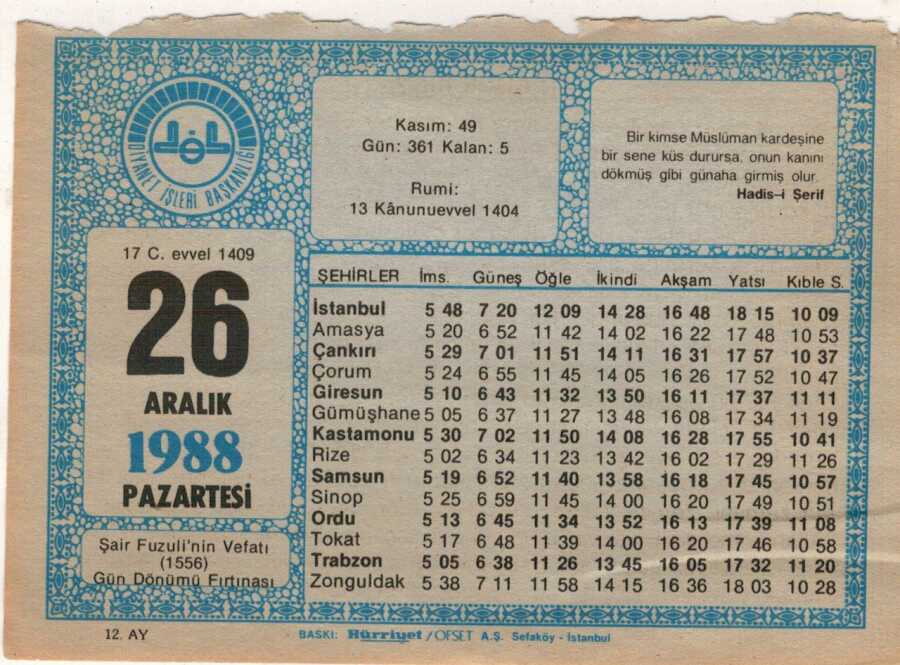 DİYANET İŞLERİ BAŞKANLIĞI
Kasım: 49
Gün: 361 Kalan: 5
Rumi:
13 Kânunuevvel 1404
Bir kimse Müslüman kardeşine
bir sene küs durursa, onun kanını
dökmüş gibi günaha girmiş olur.
Hadis-i Şerif
17 C. evvel 1409
26
ARALIK
1988
PAZARTESİ
Şair Fuzuli'nin Vefatı
(1556)
Gün Dönümü Fırtınası
ŞEHİRLER İms. Güneş Öğle İkindi Akşam Yatsı Kıble S.
İstanbul 5 48 7 20 12 09 14 28 16 48 18 15 10 09
Amasya 5 20 6 52 11 42 14 02 16 22 17 48 10 53
Çankırı 5 29 7 01 11 51 14 11 16 31 17 57 10 37
Çorum 5 24 6 55 11 45 14 05 16 26 17 52 10 47
Giresun 5 10 6 43 11 32 13 50 16 11 17 37 11 11
Gümüşhane 5 05 6 37 11 27 13 48 16 08 17 34 11 19
Kastamonu 5 30 7 02 11 50 14 08 16 28 17 55 10 41
Rize 5 02 6 34 11 23 13 42 16 02 17 29 11 26
Samsun 5 19 6 52 11 40 13 58 16 18 17 45 10 57
Sinop 5 25 6 59 11 45 14 00 16 20 17 49 10 51
Ordu 5 13 6 45 11 34 13 52 16 13 17 39 11 08
Tokat 5 17 6 48 11 39 14 00 16 20 17 46 10 58
Trabzon 5 05 6 38 11 26 13 45 16 05 17 32 11 20
Zonguldak 5 38 7 11 11 58 14 15 16 36 18 03 10 28
12. AY
BASKI: Hürriyet/OFSET A.Ş. Sefaköy - İstanbul